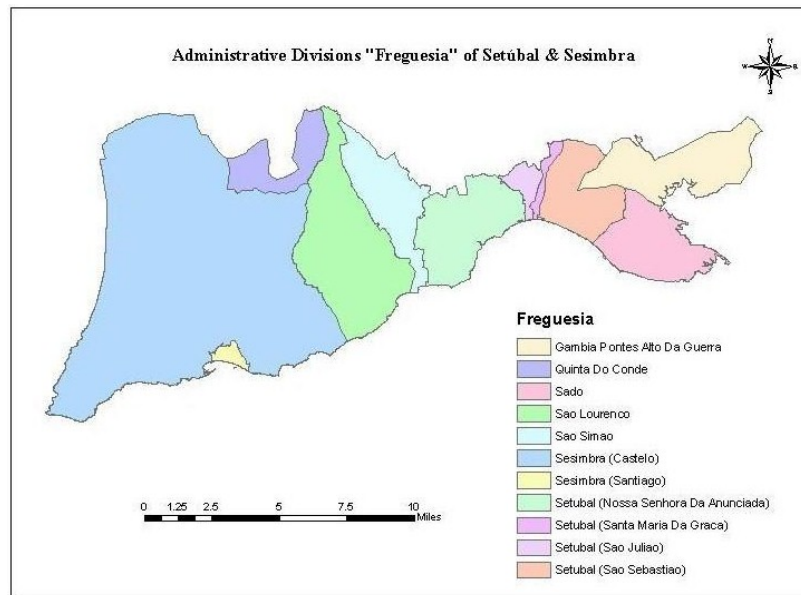 Administrative Divisions "Freguesia" of Setúbal & Sesimbra
N
W E
S
Freguesia
Gambia Pontes Alto Da Guerra
Quinta Do Conde
Sado
Sao Lourenco
Sao Simao
Sesimbra (Castelo)
Sesimbra (Santiago)
Setubal (Nossa Senhora Da Anunciada)
Setubal (Santa Maria Da Graca)
Setubal (Sao Juliao)
Setubal (Sao Sebastiao)
0 1.25 2.5 5 7.5 10
Miles